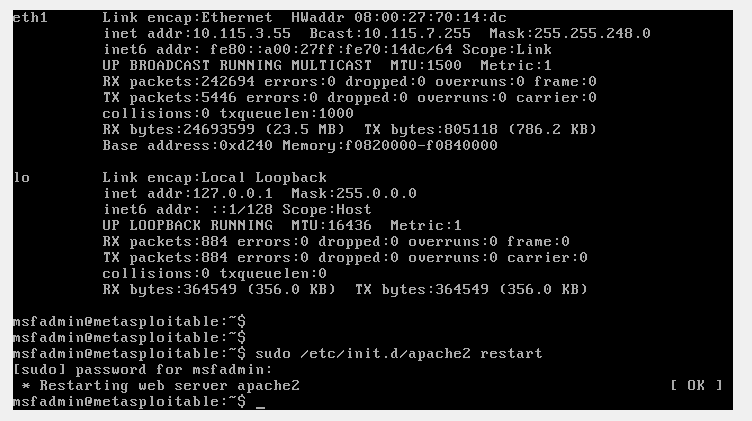 eth1      Link encap:Ethernet  HWaddr 08:00:27:70:14:dc
          inet addr:10.115.3.55  Bcast:10.115.7.255  Mask:255.255.248.0
          inet6 addr: fe80::a00:27ff:fe70:14dc/64 Scope:Link
          UP BROADCAST RUNNING MULTICAST  MTU:1500  Metric:1
          RX packets:242694 errors:0 dropped:0 overruns:0 frame:0
          TX packets:5446 errors:0 dropped:0 overruns:0 carrier:0
          collisions:0 txqueuelen:1000
          RX bytes:24693599 (23.5 MB)  TX bytes:805118 (786.2 KB)
          Base address:0xd240 Memory:f0820000-f0840000

lo        Link encap:Local Loopback
          inet addr:127.0.0.1  Mask:255.0.0.0
          inet6 addr: ::1/128 Scope:Host
          UP LOOPBACK RUNNING  MTU:16436  Metric:1
          RX packets:884 errors:0 dropped:0 overruns:0 frame:0
          TX packets:884 errors:0 dropped:0 overruns:0 carrier:0
          collisions:0 txqueuelen:0
          RX bytes:364549 (356.0 KB)  TX bytes:364549 (356.0 KB)

msfadmin@metasploitable:~$
msfadmin@metasploitable:~$
msfadmin@metasploitable:~$ sudo /etc/init.d/apache2 restart
[sudo] password for msfadmin:
 * Restarting web server apache2                                         [ OK ]
msfadmin@metasploitable:~$ _